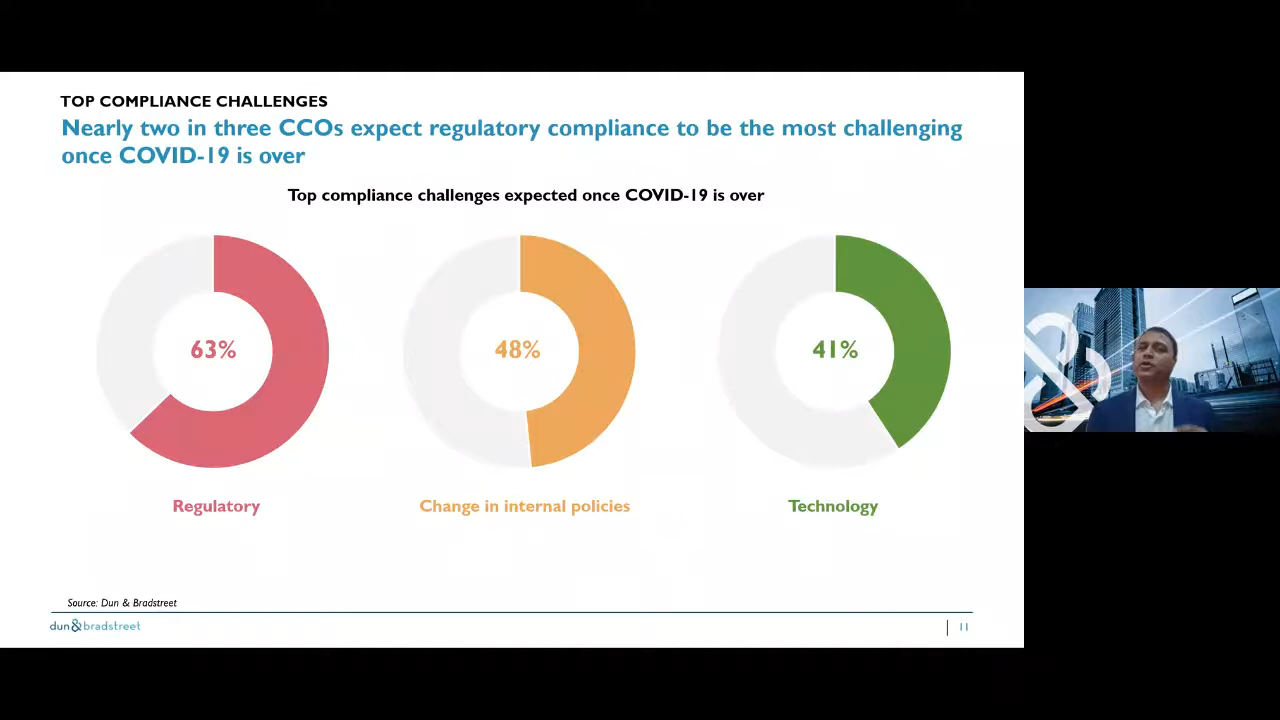 TOP COMPLIANCE CHALLENGES
Nearly two in three CCOs expect regulatory compliance to be the most challenging
once COVID-19 is over
Top compliance challenges expected once COVID-19 is over
63%
48%
41%
Regulatory
Change in internal policies
Technology
Source: Dun & Bradstreet
dun&bradstreet
11